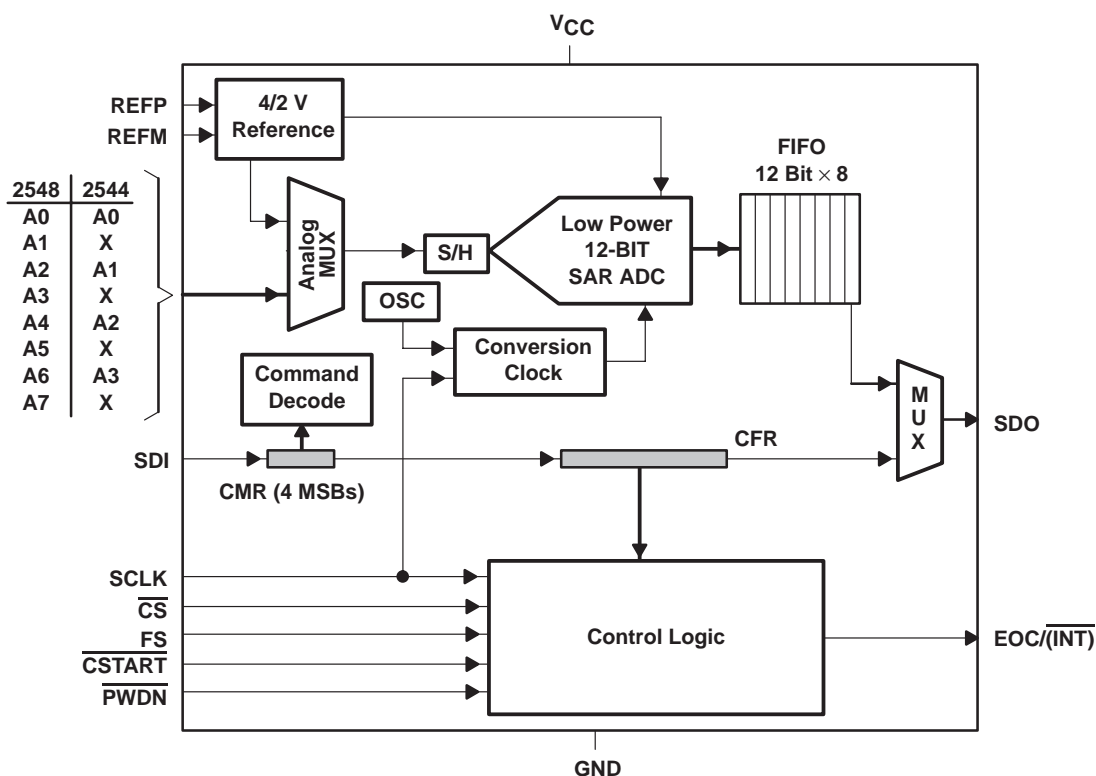 VCC
REFP
REFM
4/2 V
Reference
FIFO
12 Bit × 8
2548 2544
A0 A0
A1 X
A2 A1
A3 X
A4 A2
A5 X
A6 A3
A7 X
Analog
MUX
S/H
Low Power
12-BIT
SAR ADC
OSC
Conversion
Clock
Command
Decode
MUX
SDO
SDI
CMR (4 MSBs)
CFR
SCLK
CS
FS
CSTART
PWDN
Control Logic
EOC/(INT)
GND